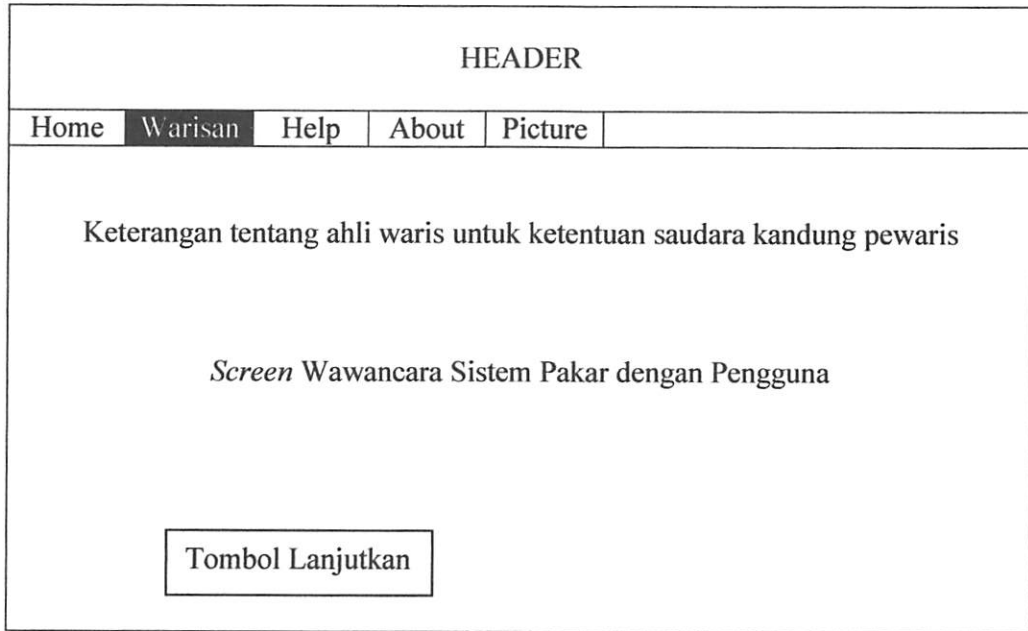 HEADER
Home Warisan Help About Picture
Keterangan tentang ahli waris untuk ketentuan saudara kandung pewaris
Screen Wawancara Sistem Pakar dengan Pengguna
Tombol Lanjutkan